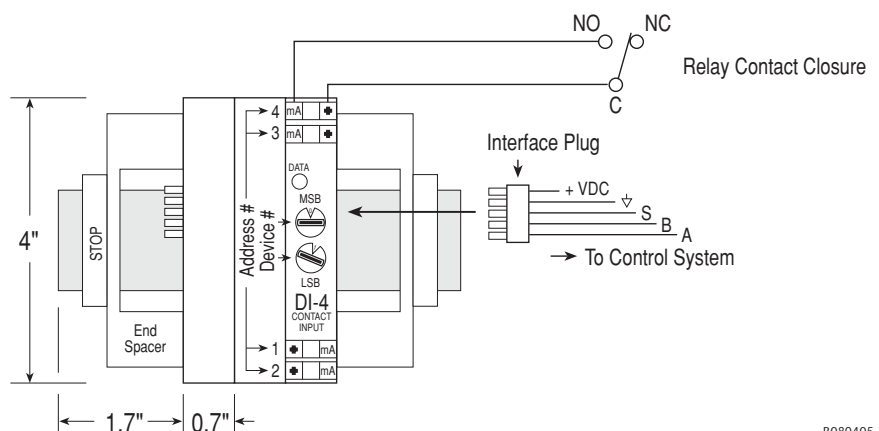 NO NC
Relay Contact Closure
C
4 mA
3 mA
Interface Plug
DATA
+ VDC
MSB
S
B
A
To Control System
4"
STOP
Address #
Device #
LSB
DI-4
CONTACT
INPUT
End
Spacer
1 mA
2 mA
1.7" 0.7"